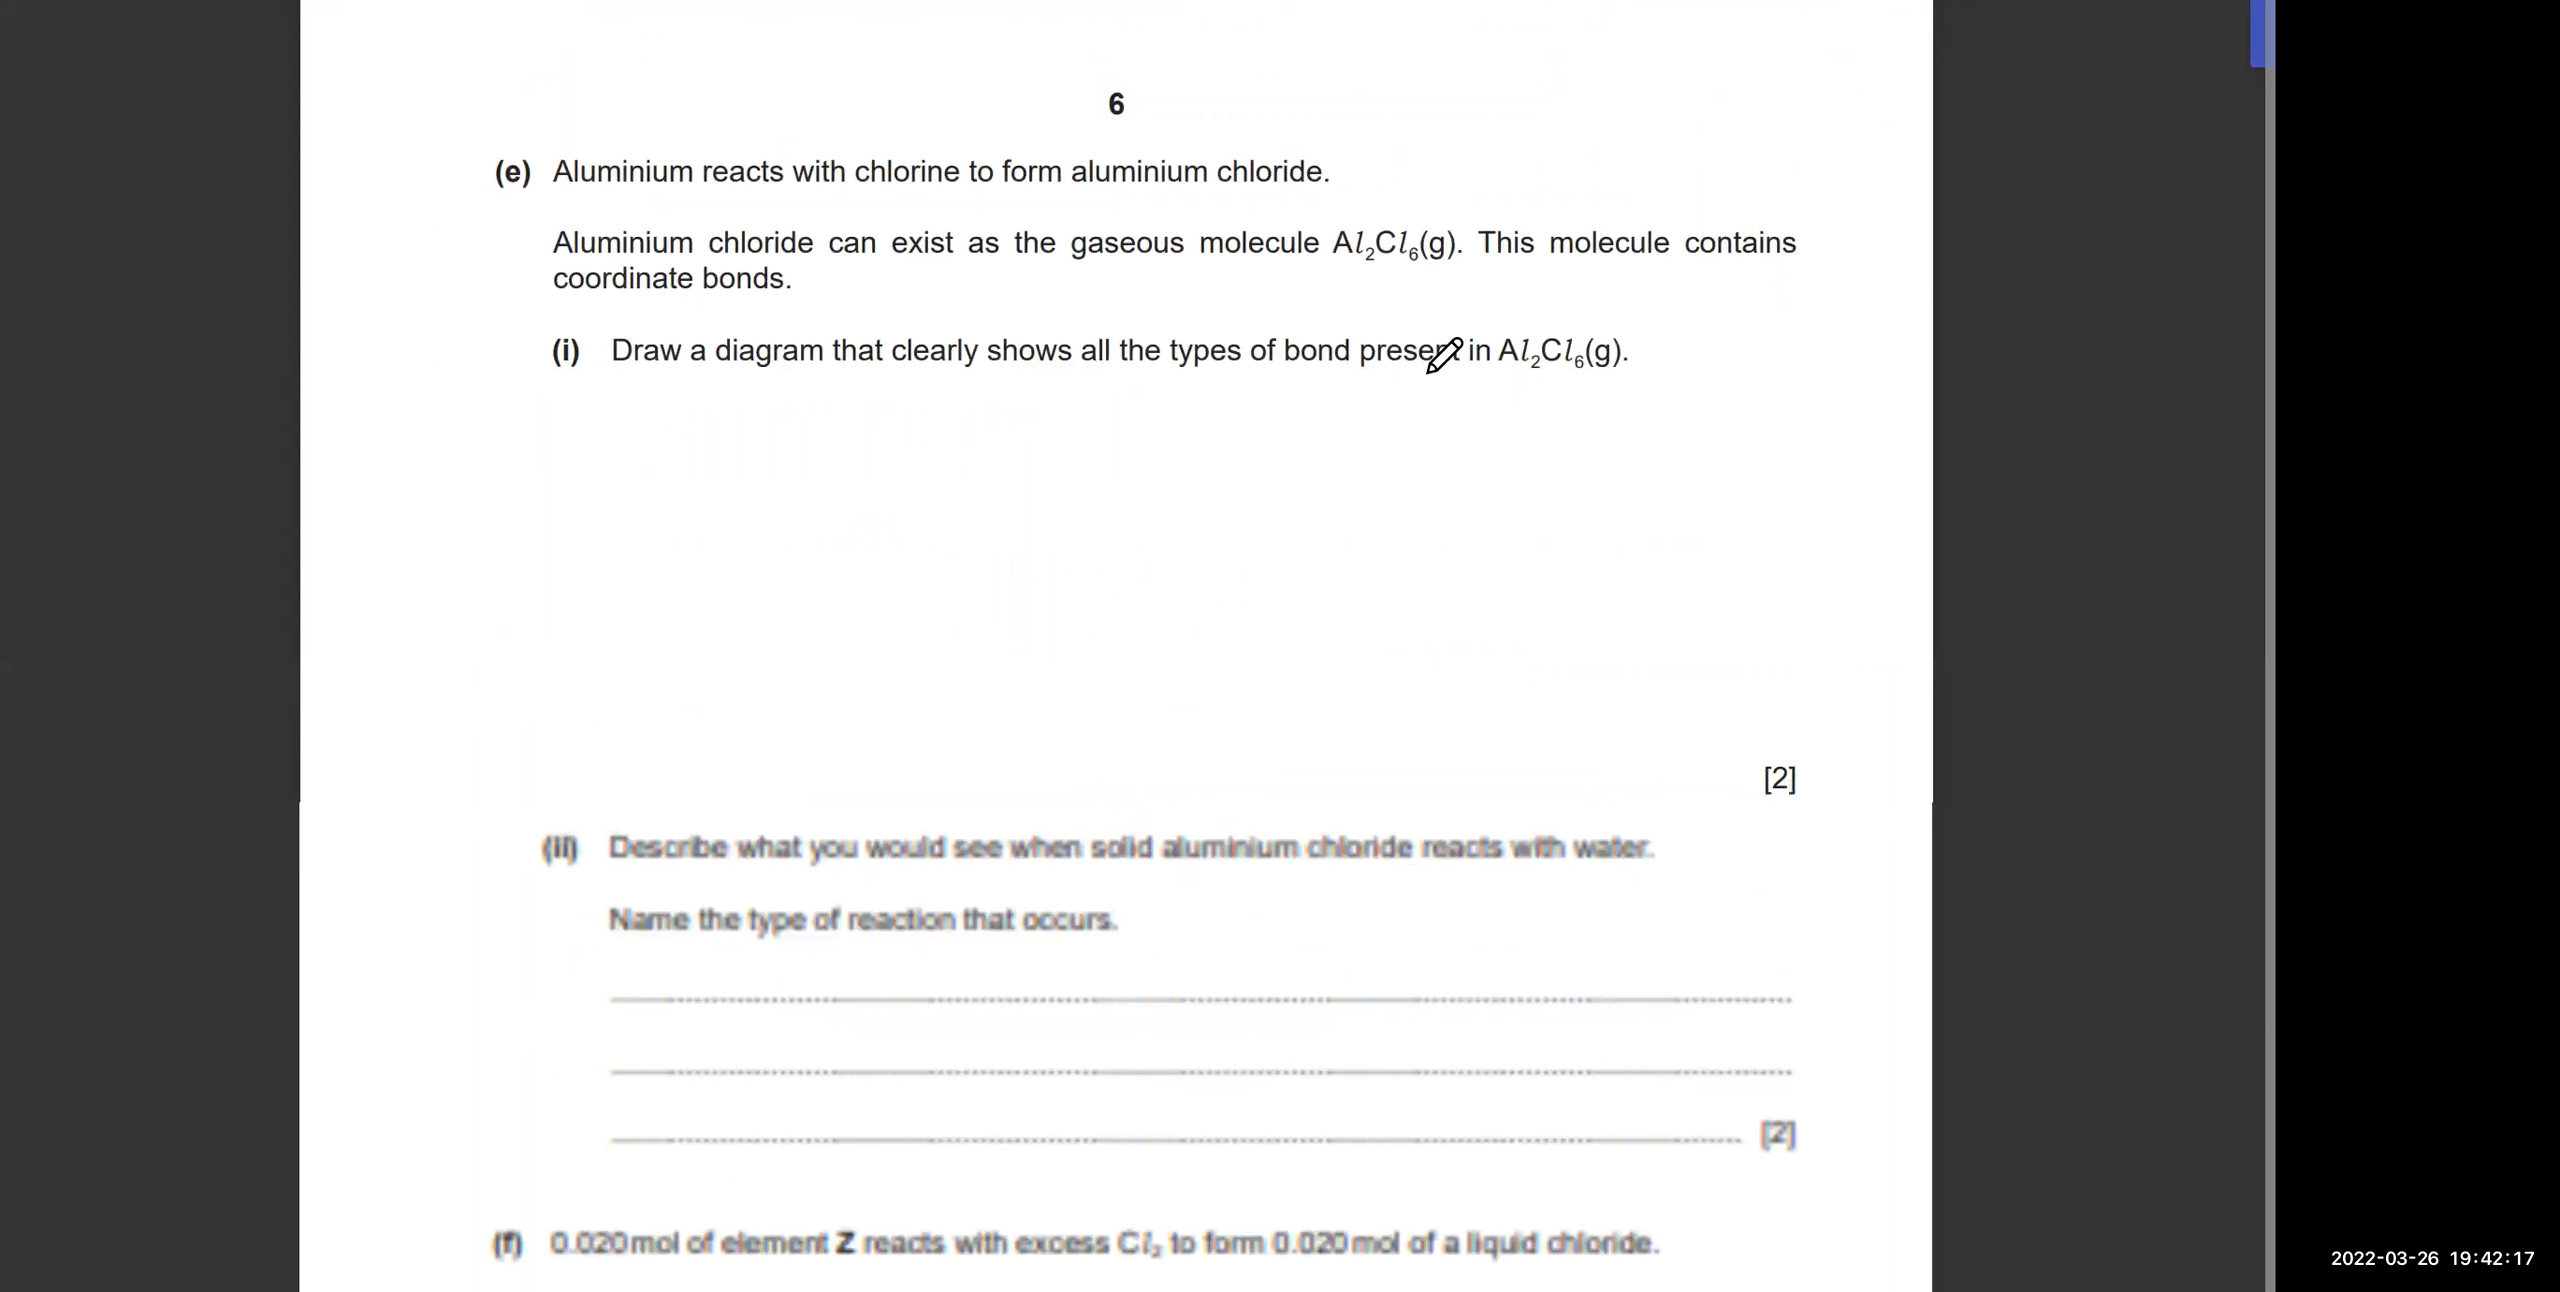 6
(e) Aluminium reacts with chlorine to form aluminium chloride.
Aluminium chloride can exist as the gaseous molecule Al₂Cl₆(g). This molecule contains
coordinate bonds.
(i) Draw a diagram that clearly shows all the types of bond present in Al₂Cl₆(g).
[2]
(ii) Describe what you would see when solid aluminium chloride reacts with water.
Name the type of reaction that occurs.
[2]
(f) 0.020 mol of element Z reacts with excess Cl₂ to form 0.020 mol of a liquid chloride.
2022-03-26 19:42:17